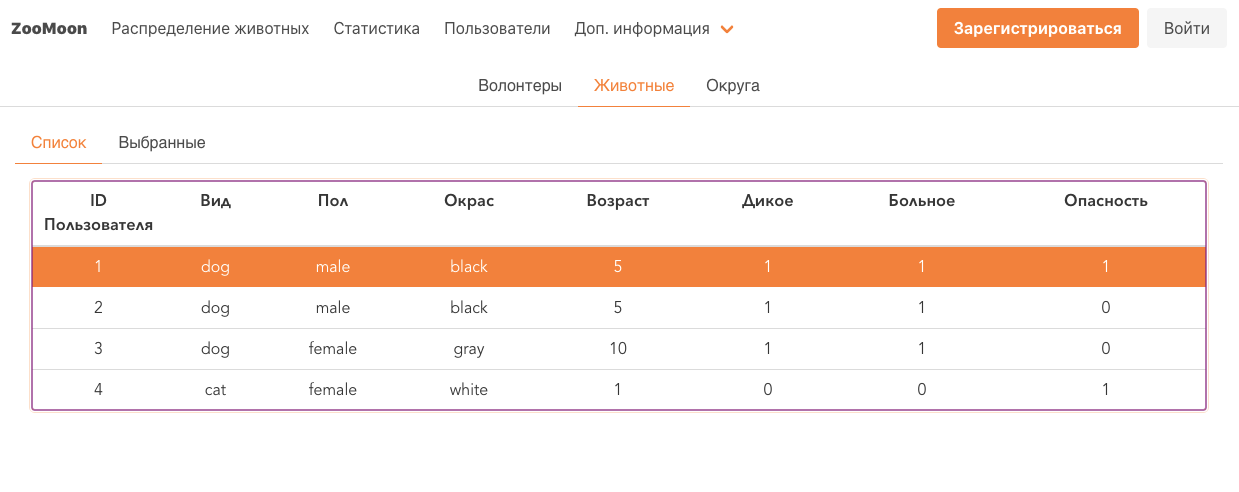 ZooMoon Распределение животных Статистика Пользователи Доп. информация Зарегистрироваться Войти
Волонтеры Животные Округа
Список Выбранные
ID Пользователя Вид Пол Окрас Возраст Дикое Больное Опасность
1 dog male black 5 1 1 1
2 dog male black 5 1 1 0
3 dog female gray 10 1 1 0
4 cat female white 1 0 0 1